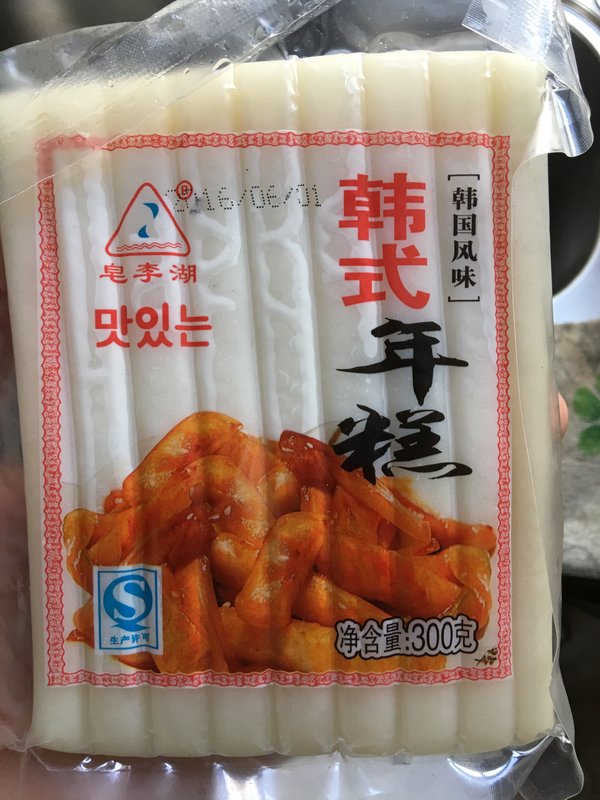 ®
2016/06/01
皂李湖
맛있는
韩式
年糕
[韩国风味]
生产许可
净含量:300克